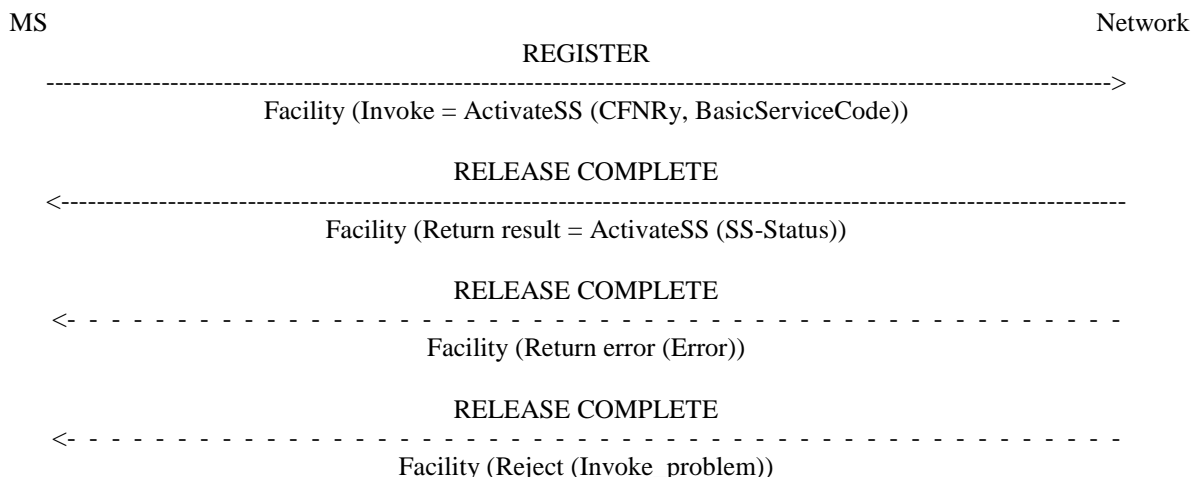 MS Network
REGISTER
Facility (Invoke = ActivateSS (CFNRy, BasicServiceCode))
RELEASE COMPLETE
Facility (Return result = ActivateSS (SS-Status))
RELEASE COMPLETE
Facility (Return error (Error))
RELEASE COMPLETE
Facility (Reject (Invoke_problem))